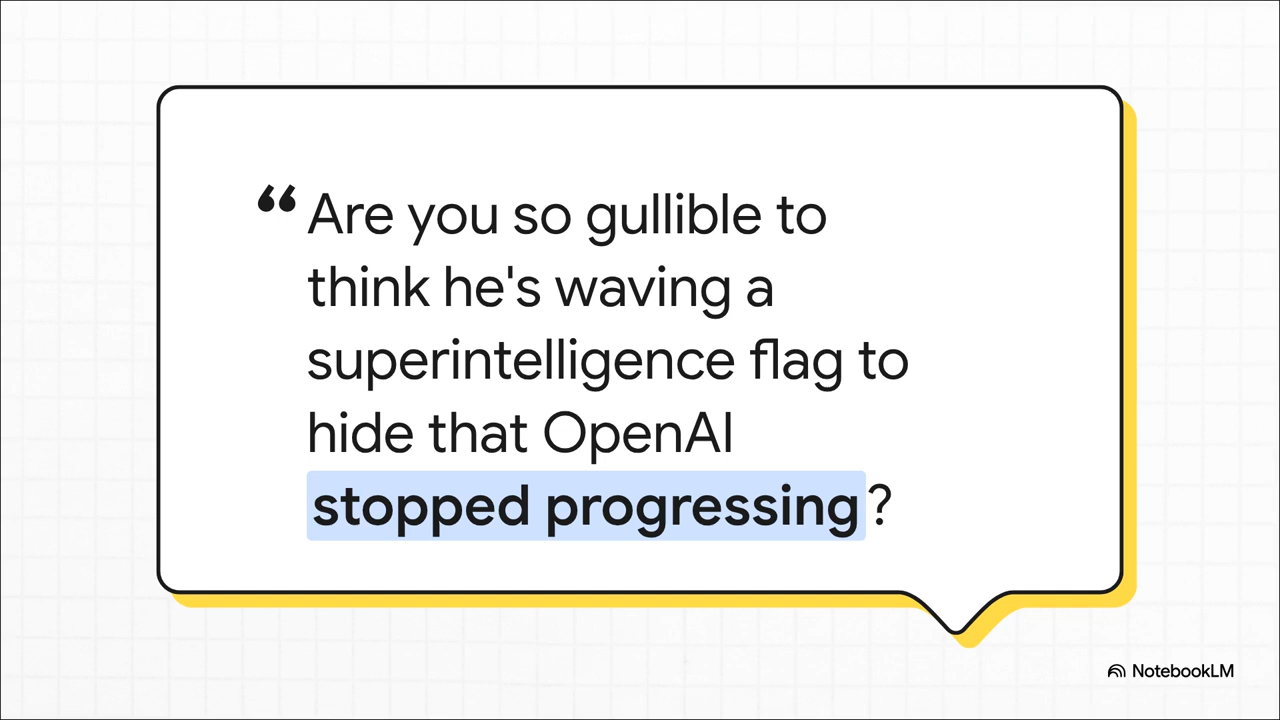 “ Are you so gullible to
think he's waving a
superintelligence flag to
hide that OpenAI
stopped progressing?
NotebookLM